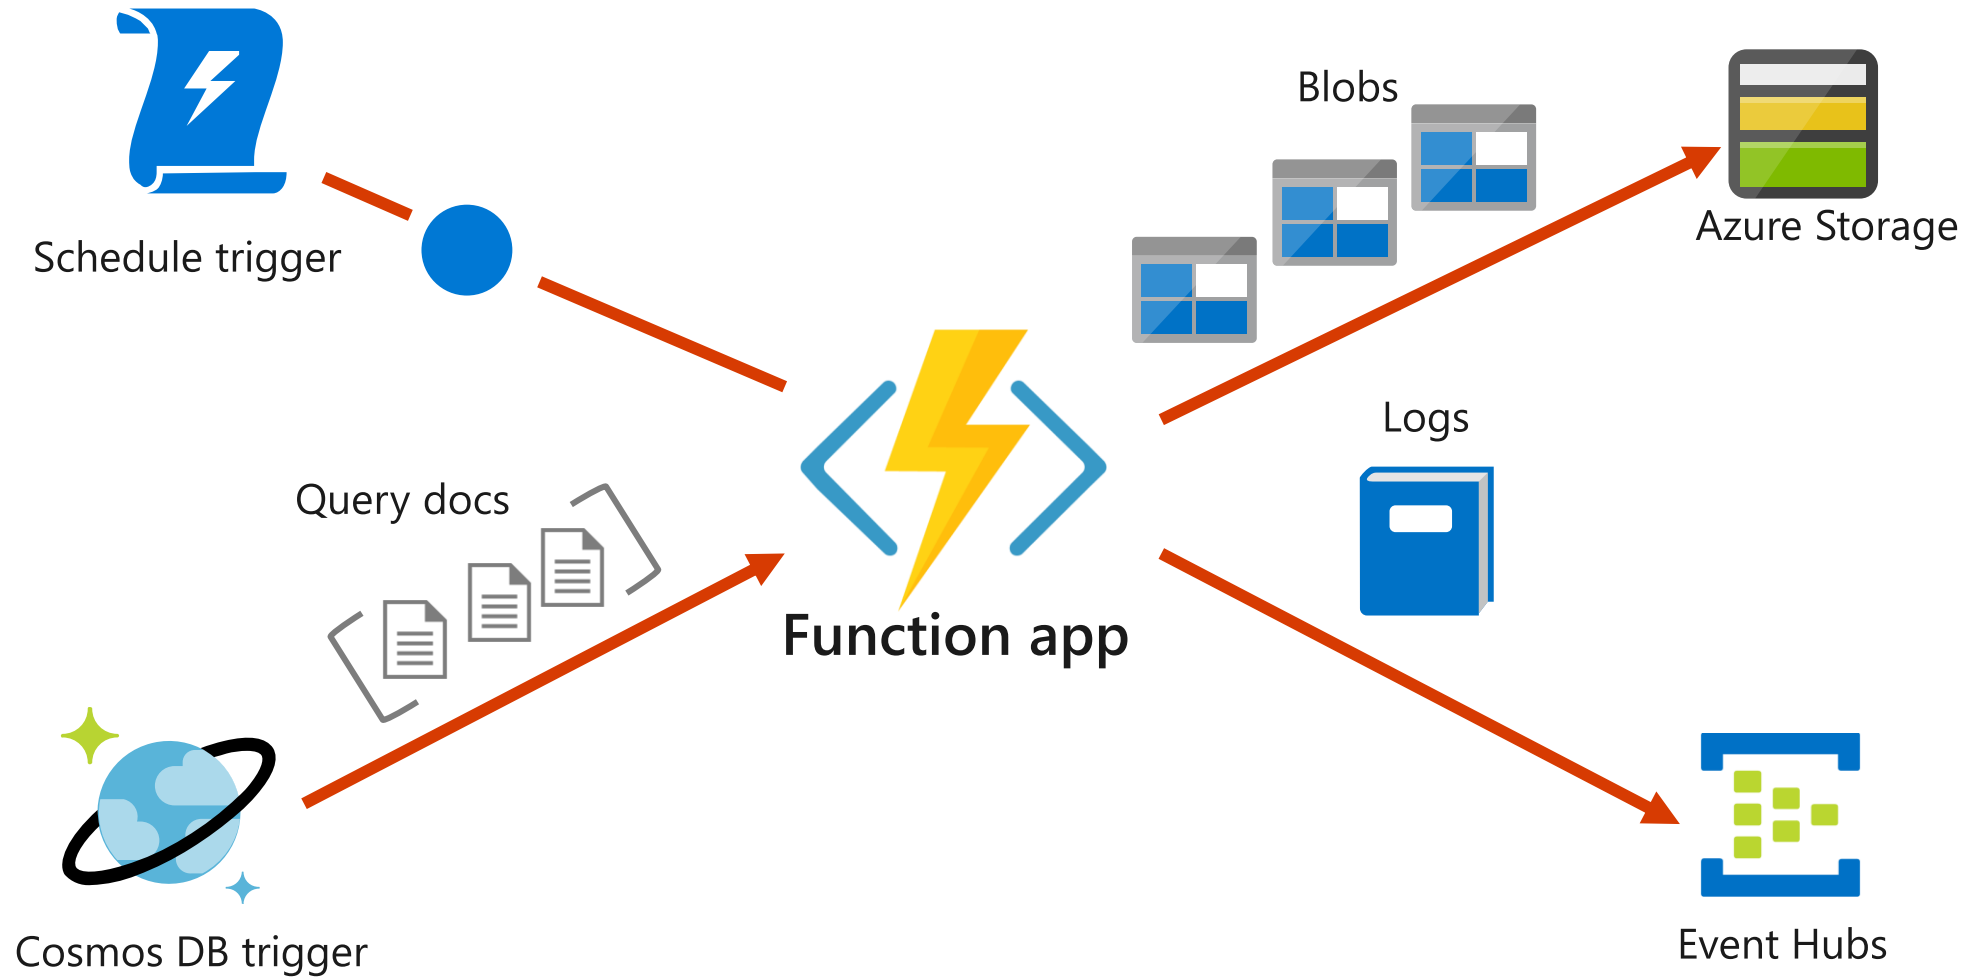 Schedule trigger
Blobs
Azure Storage
Query docs
Logs
Function app
Cosmos DB trigger
Event Hubs